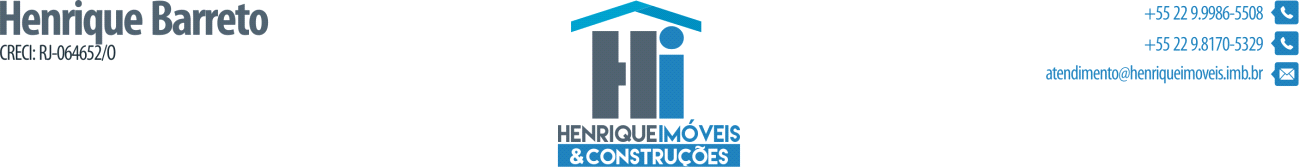 Henrique Barreto
CRECI: RJ-064652/O
Hi
HENRIQUEIMÓVEIS
& CONSTRUÇÕES
+55 22 9.9986-5508
+55 22 9.8170-5329
atendimento@henriqueimoveis.imb.br